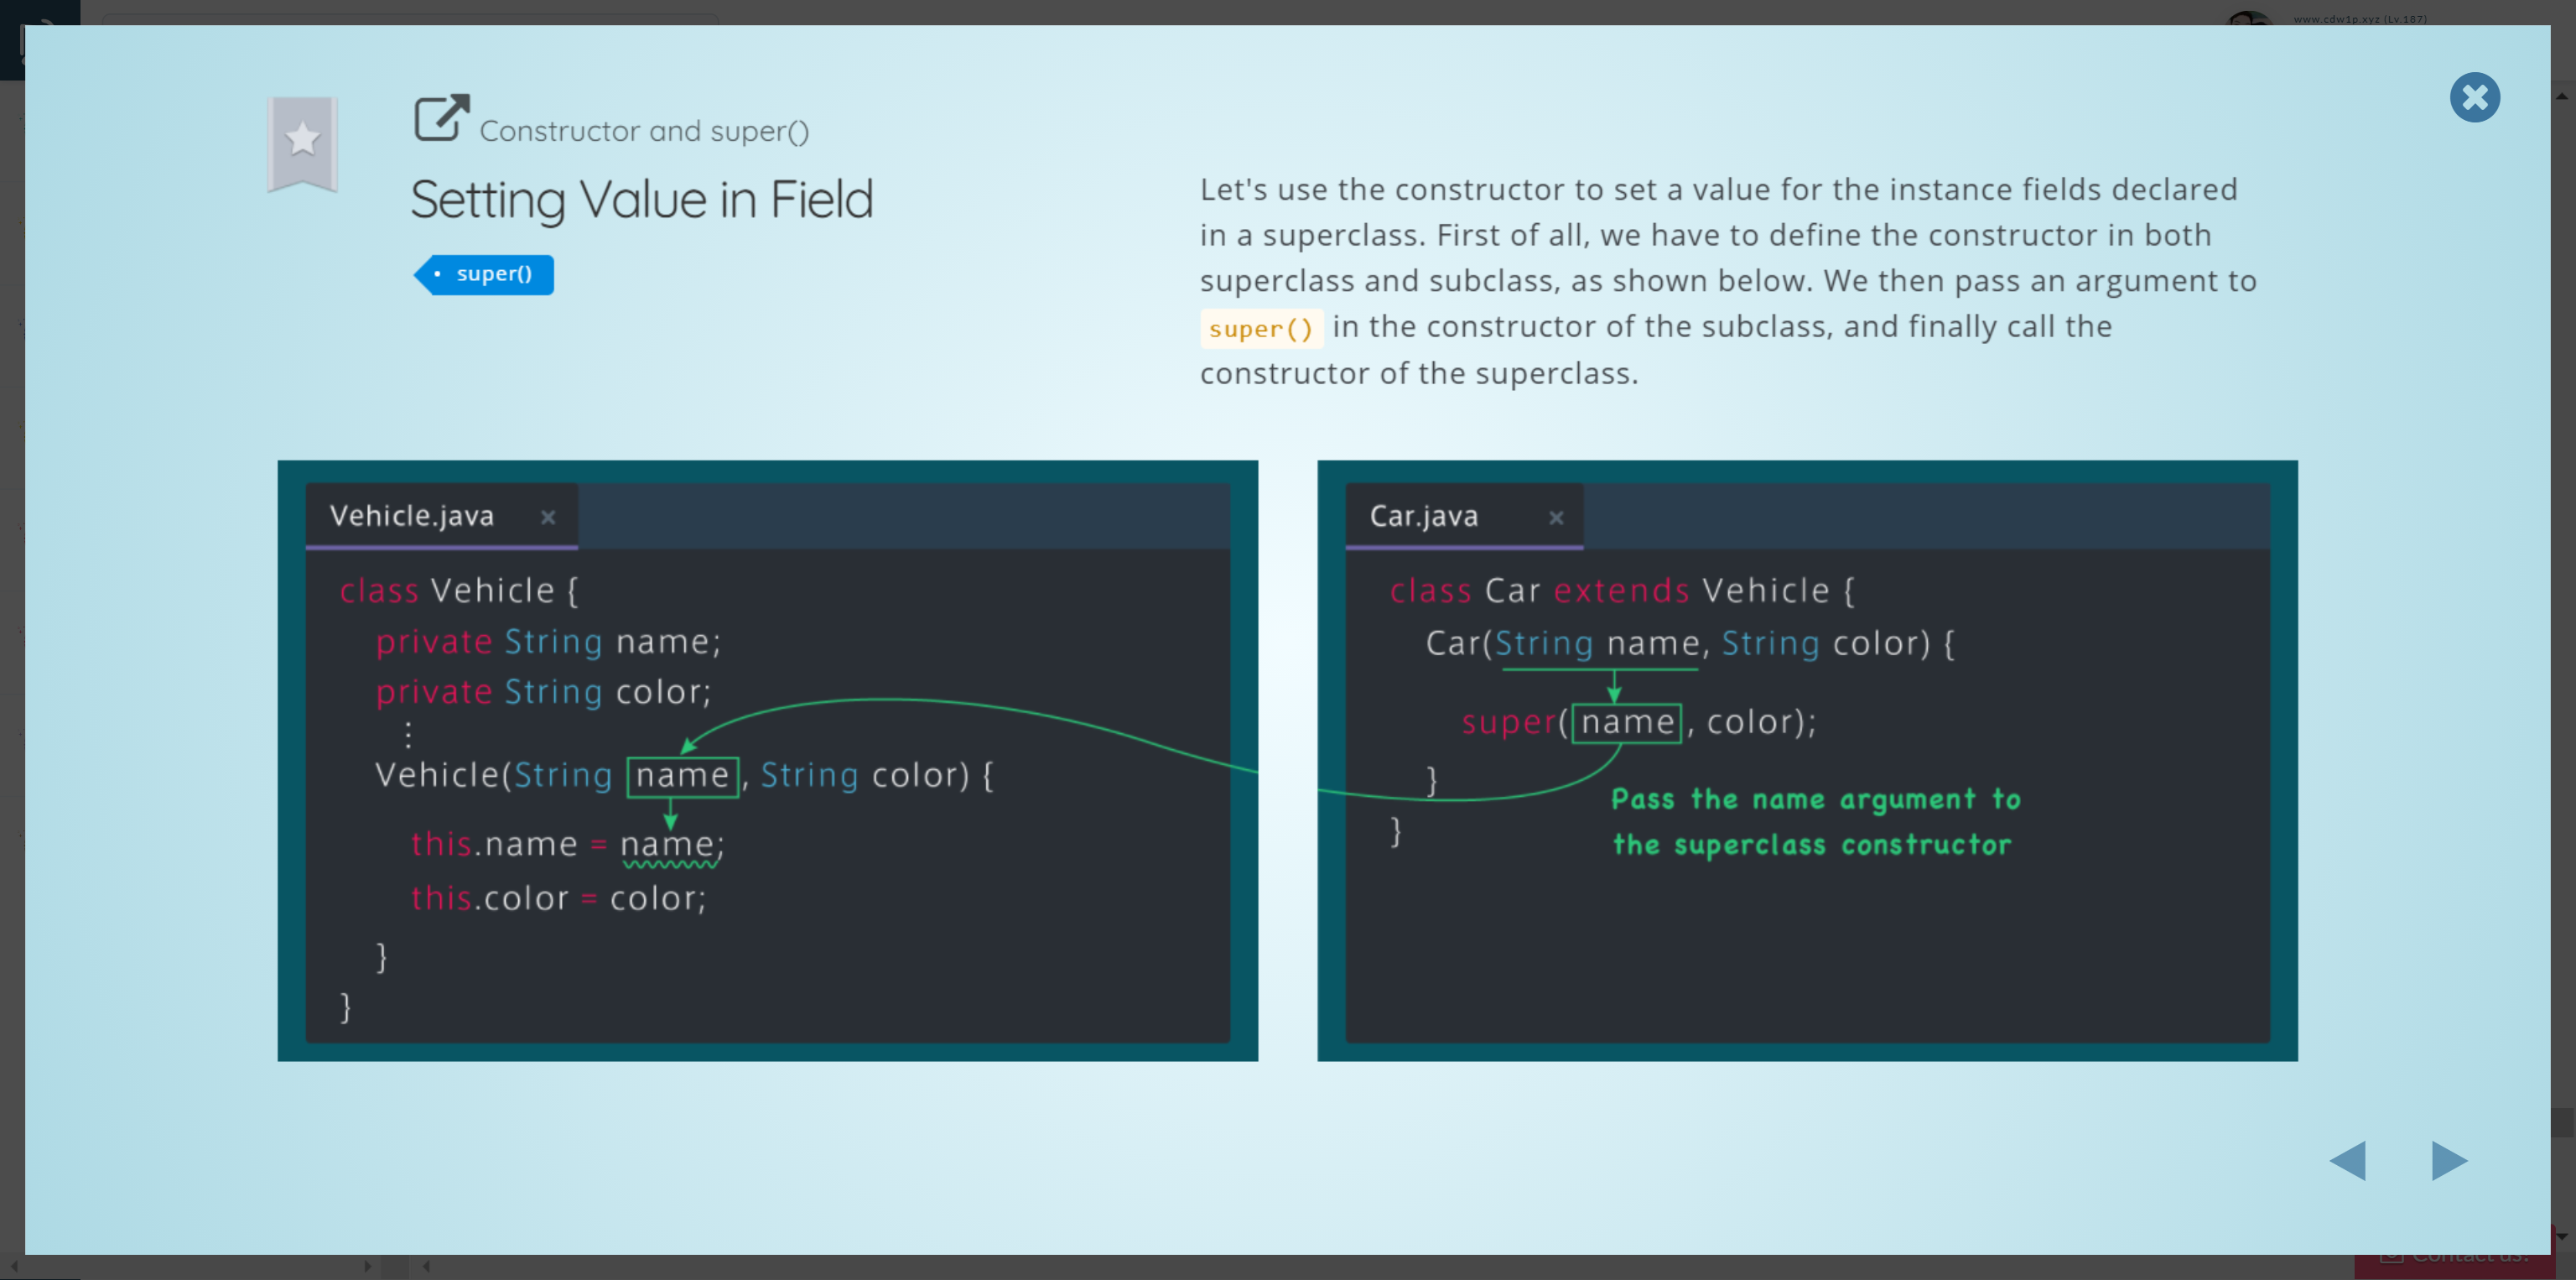 www.cdw1p.xyz (Lv.187)
Constructor and super()
Setting Value in Field
super()
Let's use the constructor to set a value for the instance fields declared
in a superclass. First of all, we have to define the constructor in both
superclass and subclass, as shown below. We then pass an argument to
super() in the constructor of the subclass, and finally call the
constructor of the superclass.
Vehicle.java
class Vehicle {
private String name;
private String color;
⋮
Vehicle(String name, String color) {
this.name = name;
this.color = color;
}
}
Car.java
class Car extends Vehicle {
Car(String name, String color) {
super(name, color);
}
}
Pass the name argument to
the superclass constructor
Contact us!